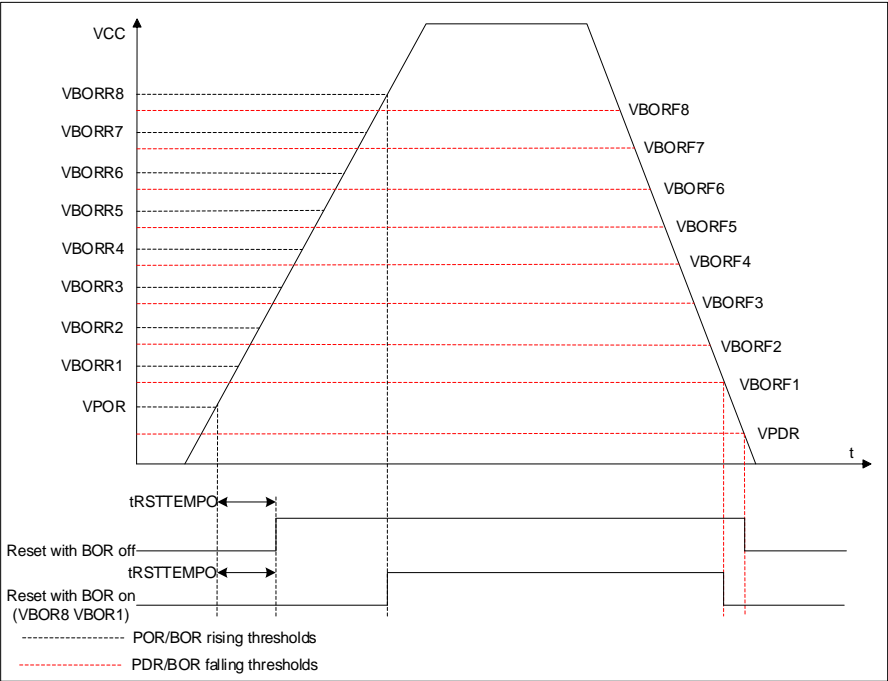 VCC
VBORR8
VBORF8
VBORR7
VBORF7
VBORR6
VBORF6
VBORR5
VBORF5
VBORR4
VBORF4
VBORR3
VBORF3
VBORR2
VBORF2
VBORR1
VBORF1
VPOR
VPDR
t
tRSTTEMPO
Reset with BOR off
tRSTTEMPO
Reset with BOR on
(VBOR8 VBOR1)
POR/BOR rising thresholds
PDR/BOR falling thresholds